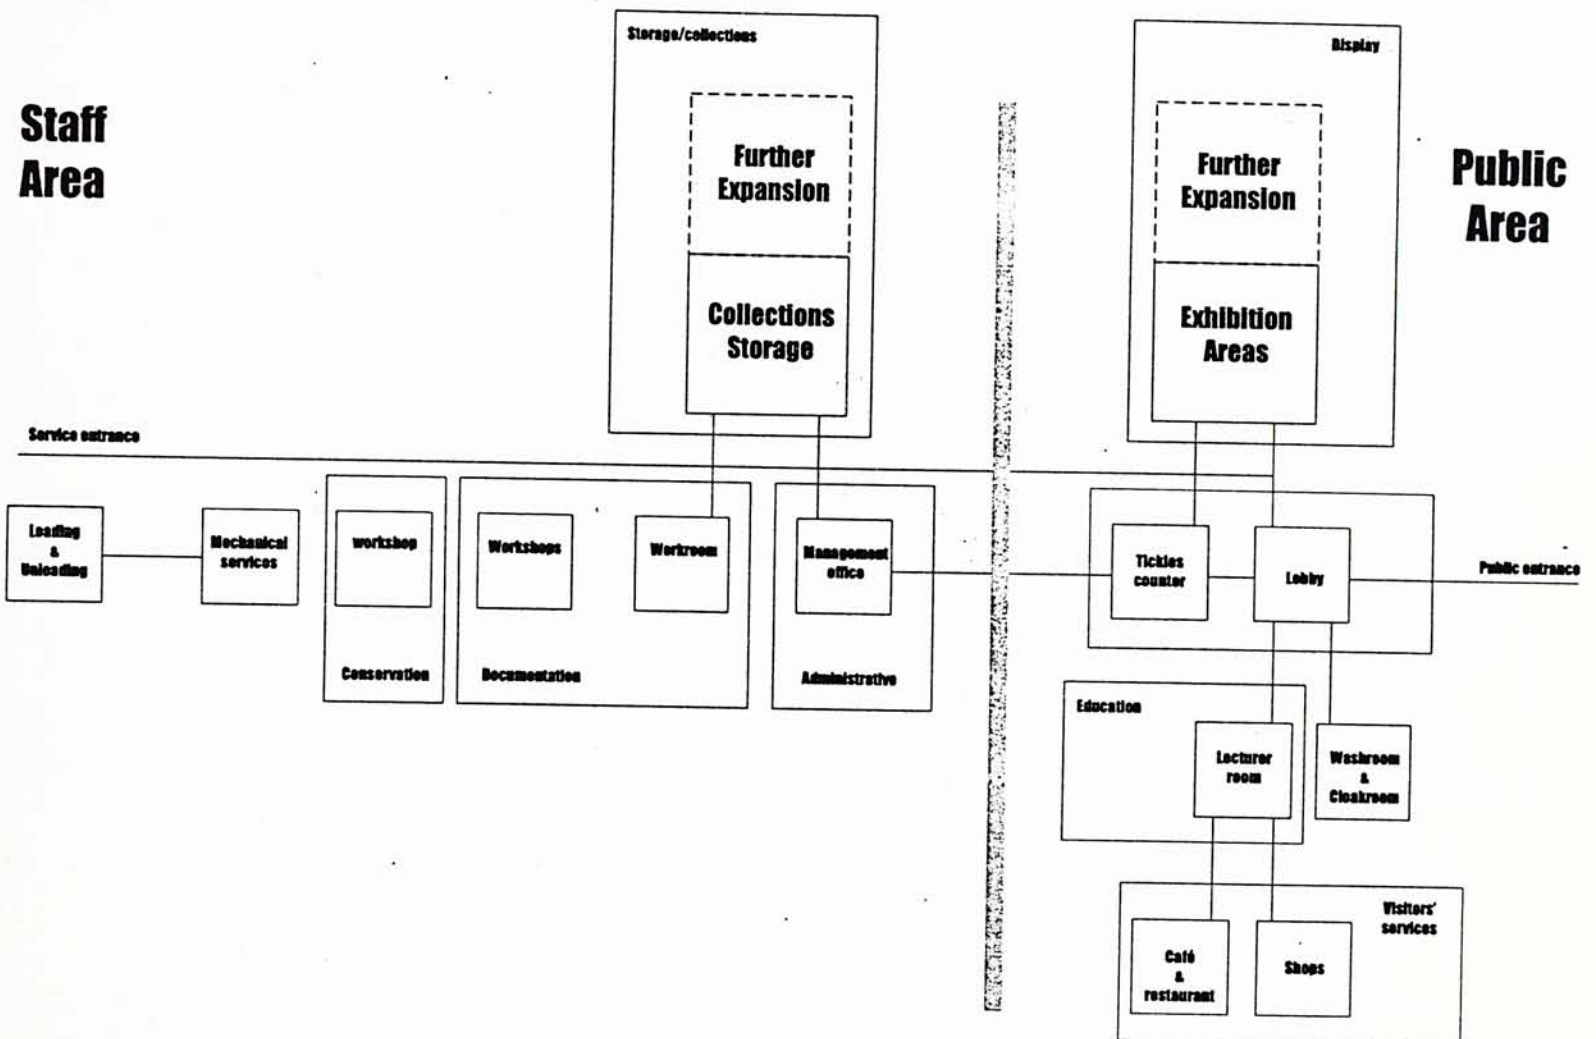 Staff
Area
Storage/collections
Further
Expansion
Collections
Storage
Display
Further
Expansion
Exhibition
Areas
Public
Area
Service entrance
Loading
&
Unloading
Mechanical
services
workshop
Conservation
Workshops
Workroom
Documentation
Management
office
Administrative
Tickles
counter
Lobby
Public entrance
Education
Lecturer
room
Washroom
&
Cloakroom
Visitors'
services
Café
&
restaurant
Shops